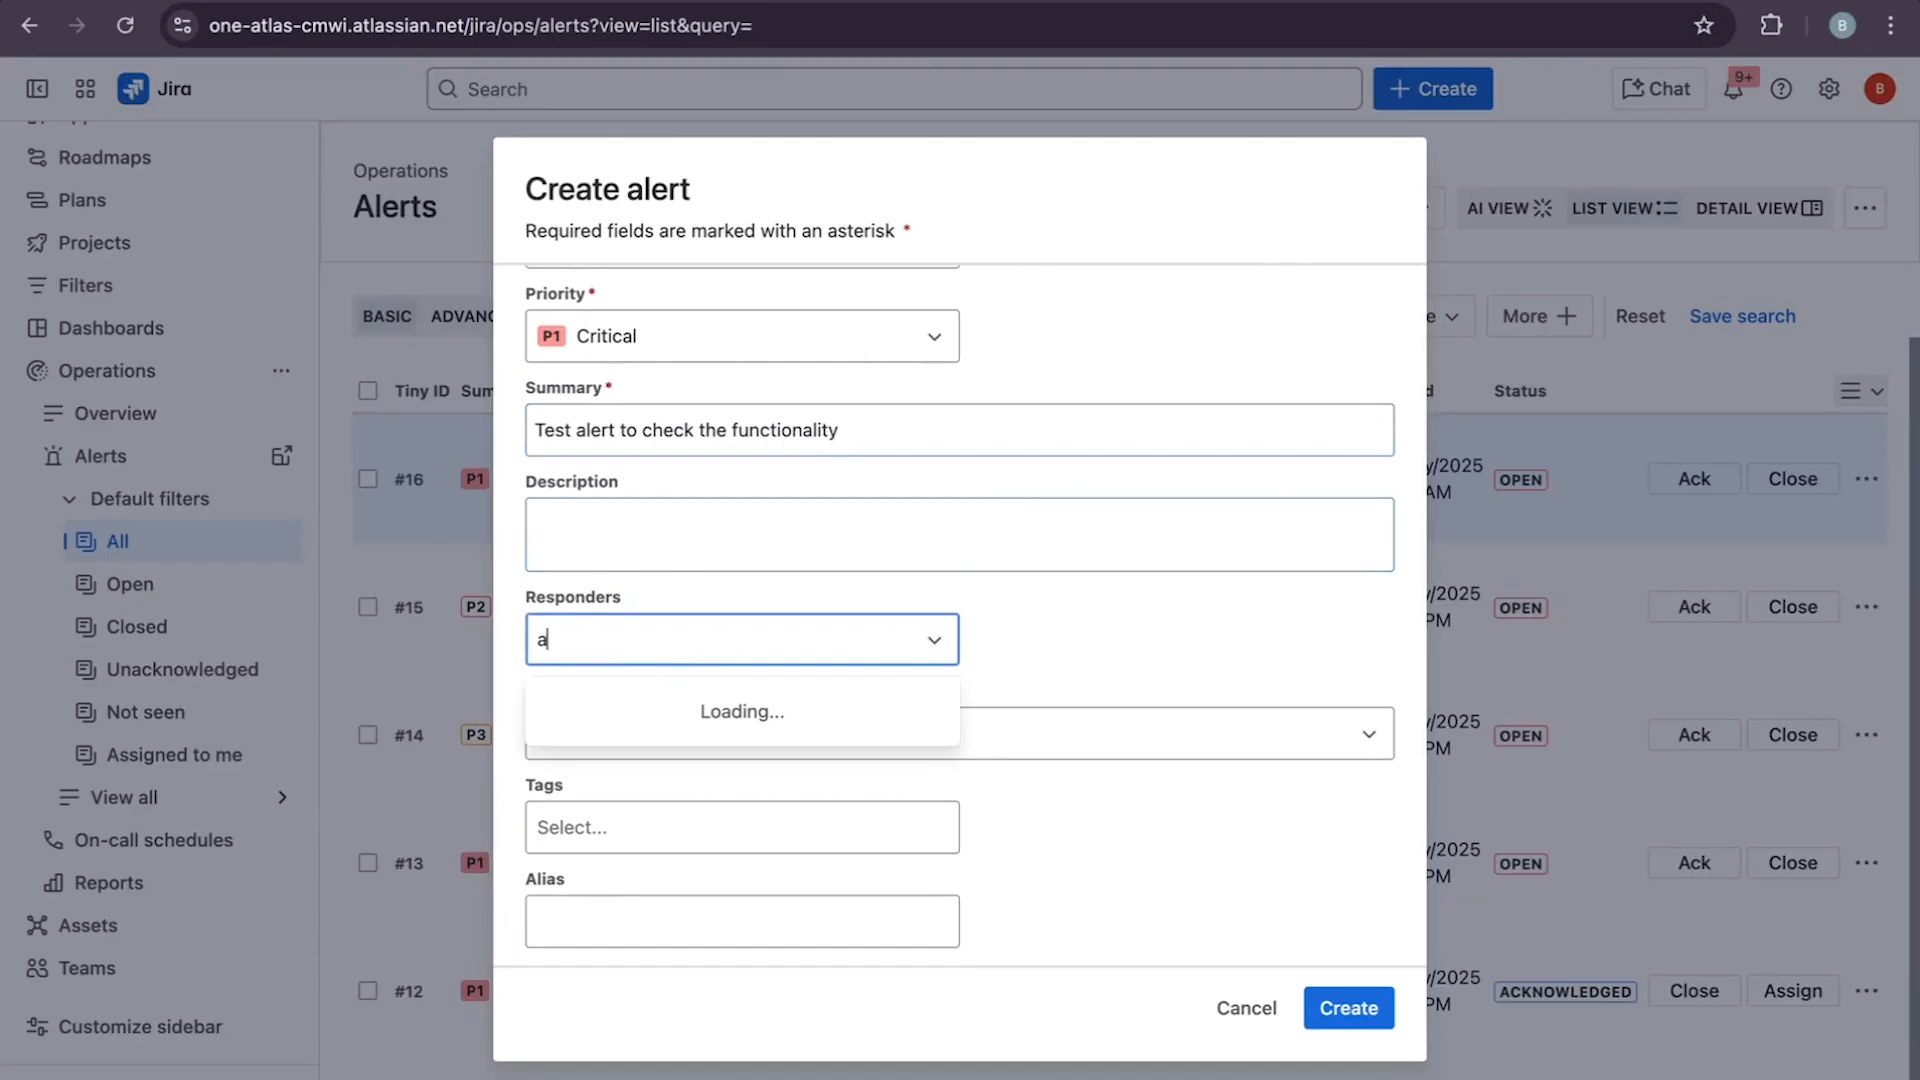 one-atlas-cmwi.atlassian.net/jira/ops/alerts?view=list&query=
B
Jira
Search
Create
Chat
9+
B
Roadmaps
Plans
Projects
Filters
Dashboards
Operations
Overview
Alerts
Default filters
All
Open
Closed
Unacknowledged
Not seen
Assigned to me
View all
On-call schedules
Reports
Assets
Teams
Customize sidebar
Operations
Alerts
AI VIEW
LIST VIEW
DETAIL VIEW
BASIC
More
Reset
Save search
Tiny ID
Status
#16 P1
/2025
AM
OPEN
Ack
Close
#15 P2
/2025
PM
OPEN
Ack
Close
#14 P3
/2025
PM
OPEN
Ack
Close
#13 P1
/2025
PM
OPEN
Ack
Close
#12 P1
/2025
PM
ACKNOWLEDGED
Close
Assign
Create alert
Required fields are marked with an asterisk *
Priority*
P1 Critical
Summary*
Test alert to check the functionality
Description
Responders
a
Loading...
Tags
Select...
Alias
Cancel
Create